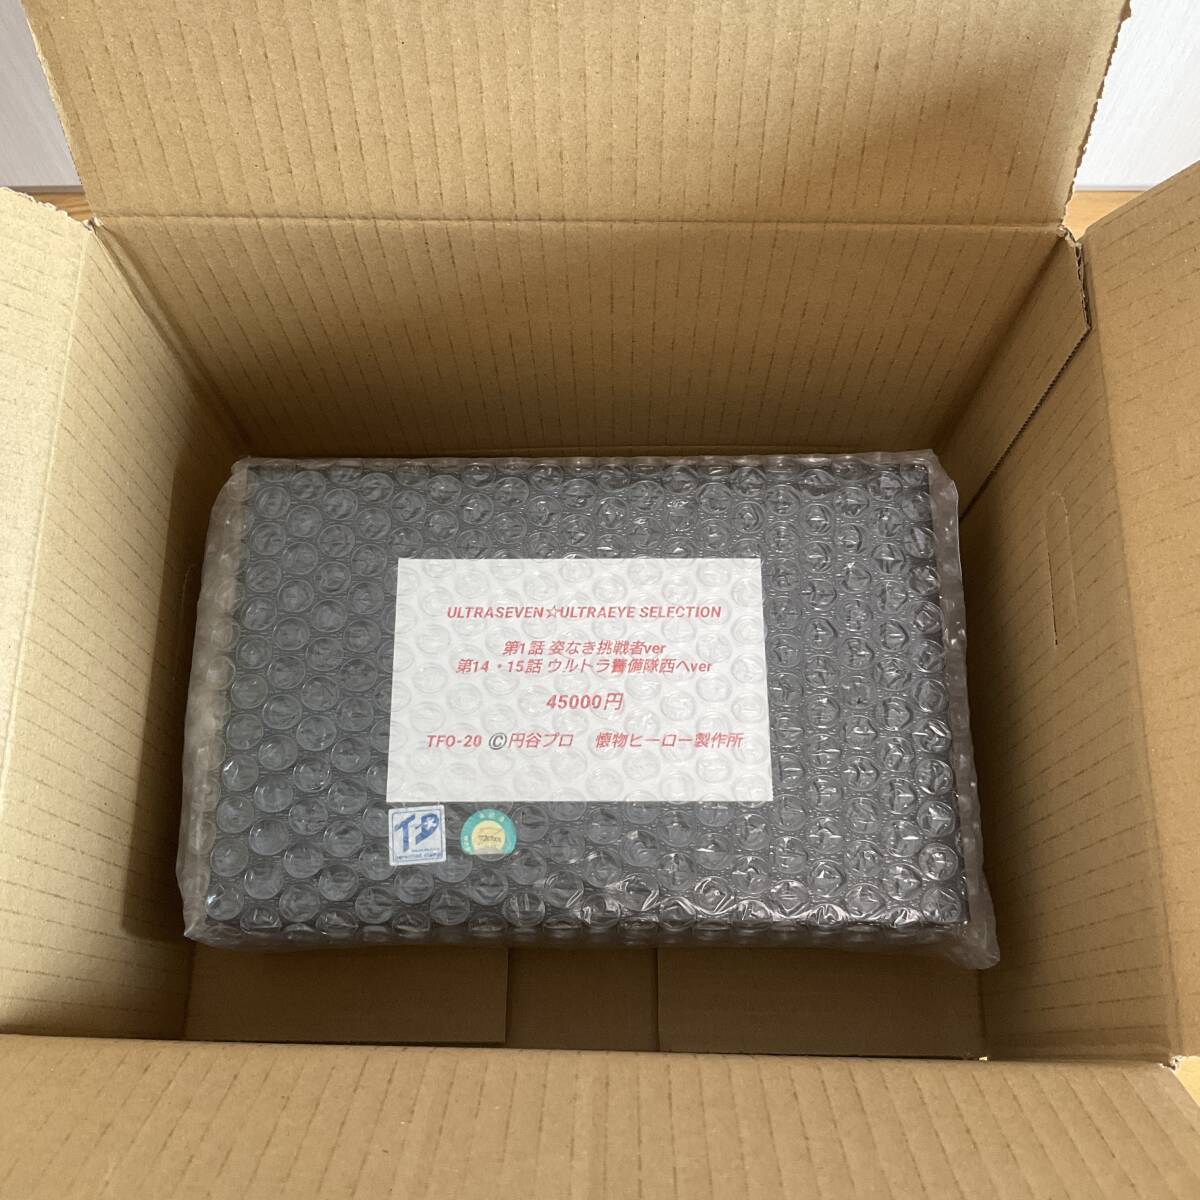 ULTRASEVEN☆ULTRAEYE SELECTION
第1話 姿なき挑戦者ver
第14・15話 ウルトラ警備隊西へver
45000円
TFO-20 ©円谷プロ 懐物ヒーロー製作所